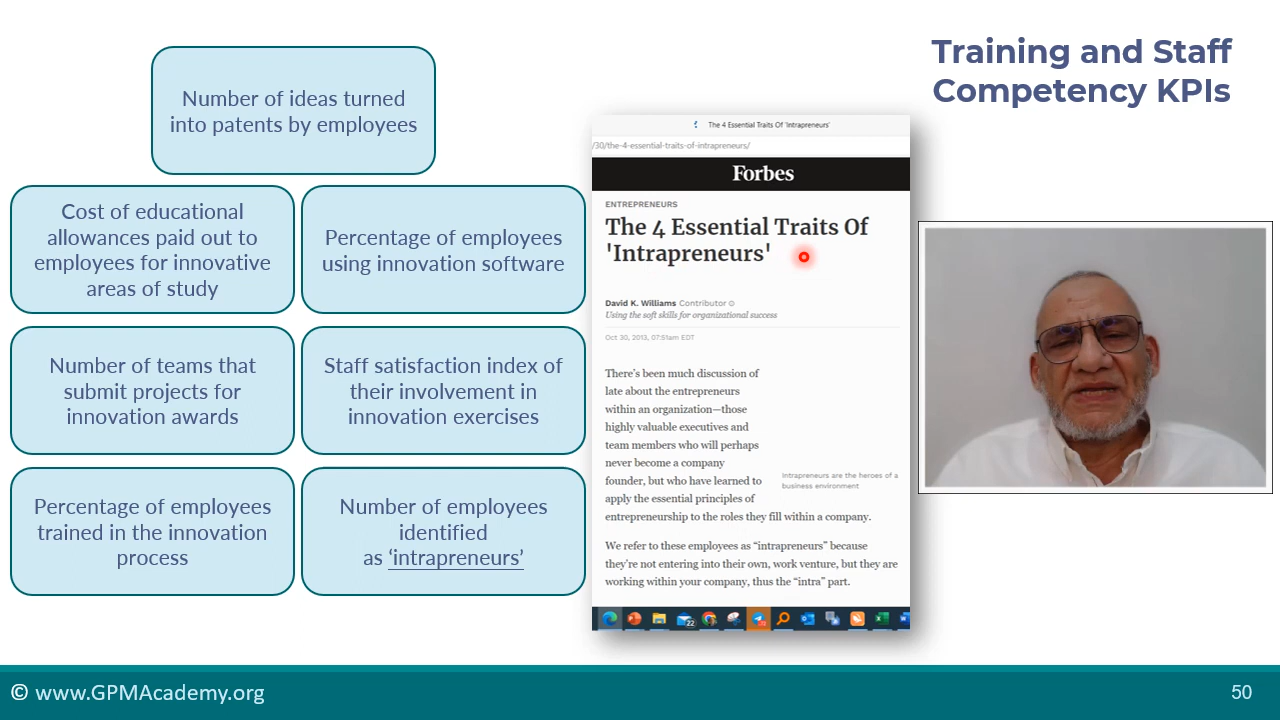 Training and Staff
Competency KPIs
Number of ideas turned
into patents by employees
Cost of educational
allowances paid out to
employees for innovative
areas of study
Percentage of employees
using innovation software
Number of teams that
submit projects for
innovation awards
Staff satisfaction index of
their involvement in
innovation exercises
Percentage of employees
trained in the innovation
process
Number of employees
identified
as ‘intrapreneurs’
The 4 Essential Traits Of 'Intrapreneurs'
/30/the-4-essential-traits-of-intrapreneurs/
Forbes
ENTREPRENEURS
The 4 Essential Traits Of
'Intrapreneurs'
David K. Williams Contributor
Using the soft skills for organizational success
Oct 30, 2013, 07:51am EDT
There's been much discussion of
late about the entrepreneurs
within an organization—those
highly valuable executives and
team members who will perhaps
never become a company
founder, but who have learned to
apply the essential principles of
entrepreneurship to the roles they fill within a company.
Intrapreneurs are the heroes of a
business environment
We refer to these employees as “intrapreneurs” because
they're not entering into their own, work venture, but they are
working within your company, thus the “intra” part.
22
© www.GPMAcademy.org
50